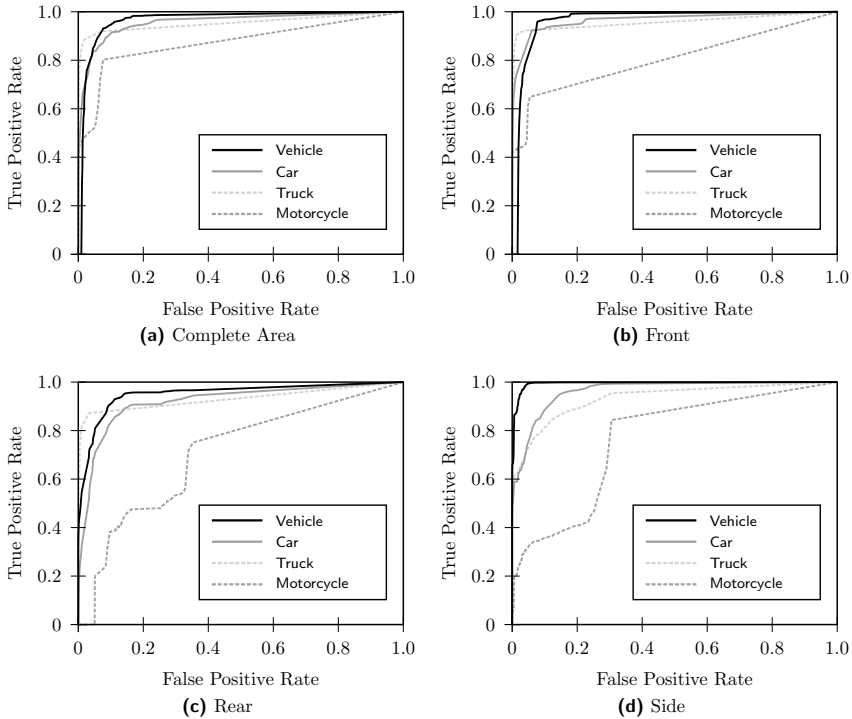 True Positive Rate
1.0
0.8
0.6
0.4
0.2
0
Vehicle
Car
Truck
Motorcycle
0 0.2 0.4 0.6 0.8 1.0
False Positive Rate
(a) Complete Area
True Positive Rate
1.0
0.8
0.6
0.4
0.2
0
Vehicle
Car
Truck
Motorcycle
0 0.2 0.4 0.6 0.8 1.0
False Positive Rate
(b) Front
True Positive Rate
1.0
0.8
0.6
0.4
0.2
0
Vehicle
Car
Truck
Motorcycle
0 0.2 0.4 0.6 0.8 1.0
False Positive Rate
(c) Rear
True Positive Rate
1.0
0.8
0.6
0.4
0.2
0
Vehicle
Car
Truck
Motorcycle
0 0.2 0.4 0.6 0.8 1.0
False Positive Rate
(d) Side